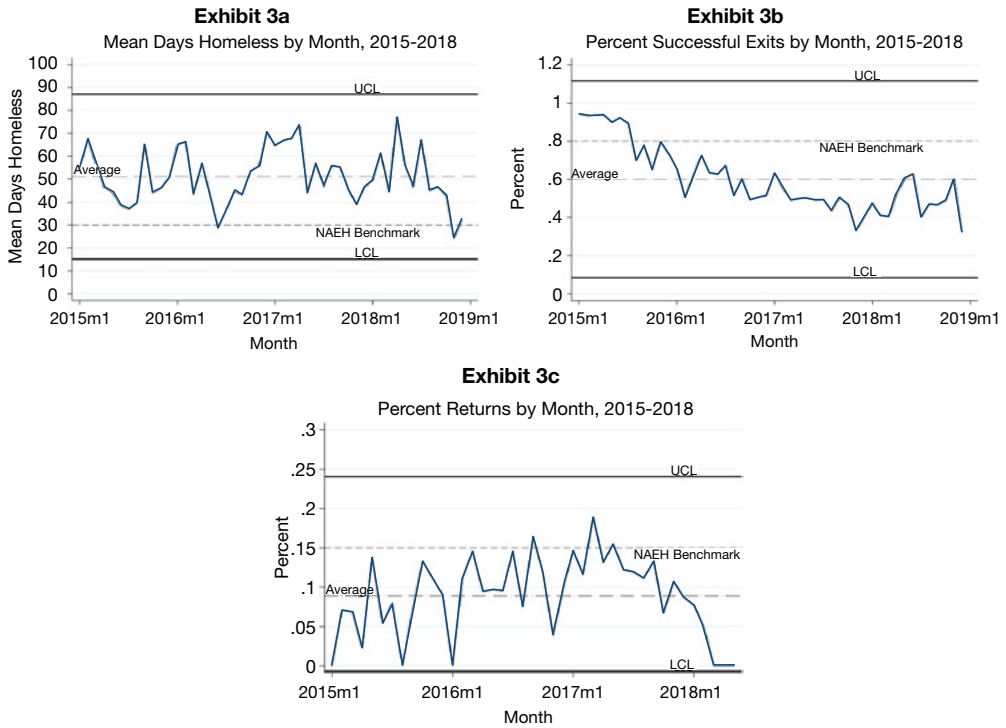 Exhibit 3a
Mean Days Homeless by Month, 2015-2018
Mean Days Homeless
100
90
80
70
60
50
40
30
20
10
0
UCL
Average
NAEH Benchmark
LCL
2015m1 2016m1 2017m1 2018m1 2019m1
Month
Exhibit 3b
Percent Successful Exits by Month, 2015-2018
Percent
1.2
1
.8
.6
.4
.2
0
UCL
NAEH Benchmark
Average
LCL
2015m1 2016m1 2017m1 2018m1 2019m1
Month
Exhibit 3c
Percent Returns by Month, 2015-2018
Percent
.3
.25
.2
.15
.1
.05
0
UCL
NAEH Benchmark
Average
LCL
2015m1 2016m1 2017m1 2018m1
Month